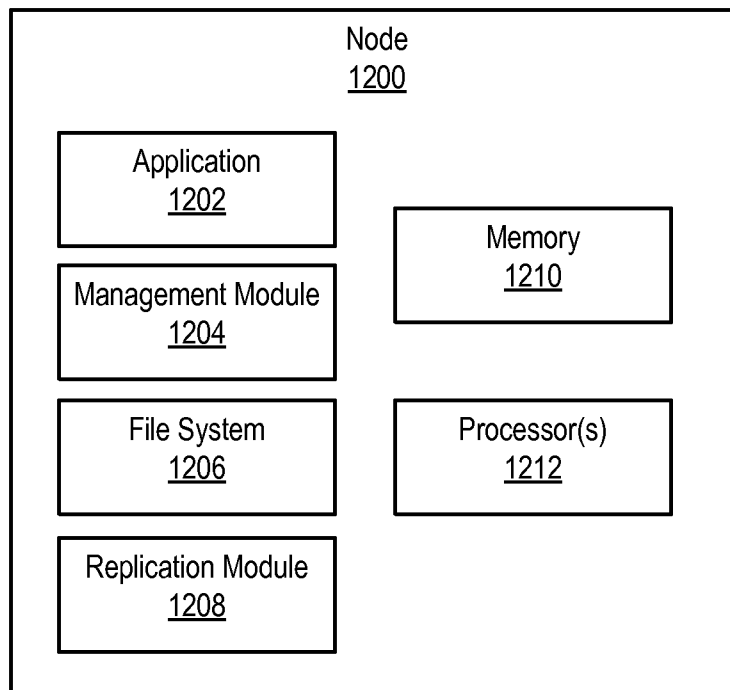 Node
1200
Application
1202
Management Module
1204
File System
1206
Replication Module
1208
Memory
1210
Processor(s)
1212